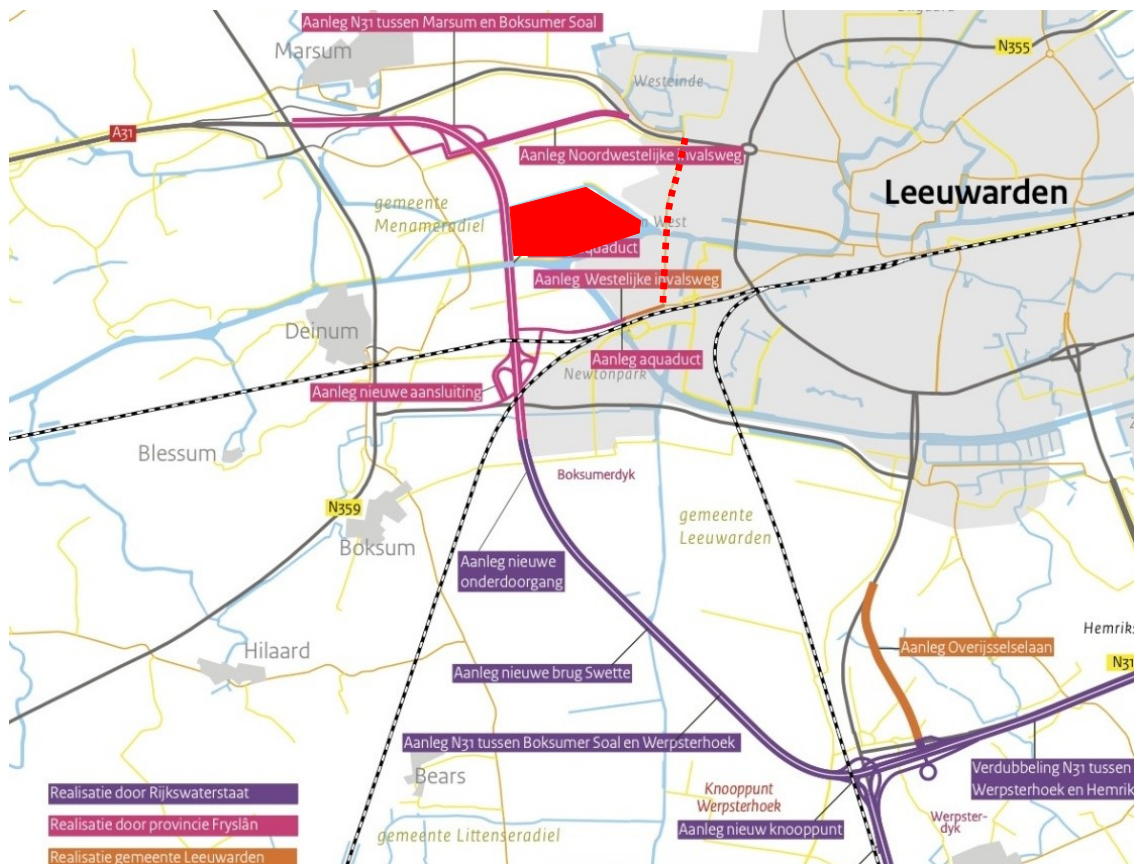 Aanleg N31 tussen Marsum en Boksumer Soal
Marsum
N355
Westeinde
A31
Aanleg Noordwestelijke invalsweg
Leeuwarden
gemeente
Menameradiel
West
aquaduct
Aanleg Westelijke invalsweg
Deinum
Aanleg aquaduct
Newtonpark
Aanleg nieuwe aansluiting
Blessum
Boksumerdyk
N359
gemeente
Leeuwarden
Boksum
Aanleg nieuwe
onderdoorgang
Hemriks
Hilaard
Aanleg Overijsselselaan
N31
Aanleg nieuwe brug Swette
Aanleg N31 tussen Boksumer Soal en Werpsterhoek
Bears
Verdubbeling N31 tussen
Werpsterhoek en Hemrik
Realisatie door Rijkswaterstaat
Knooppunt
Werpsterhoek
Realisatie door provincie Fryslân
Werpster-
dyk
Aanleg nieuw knooppunt
gemeente Littenseradiel
Realisatie gemeente Leeuwarden